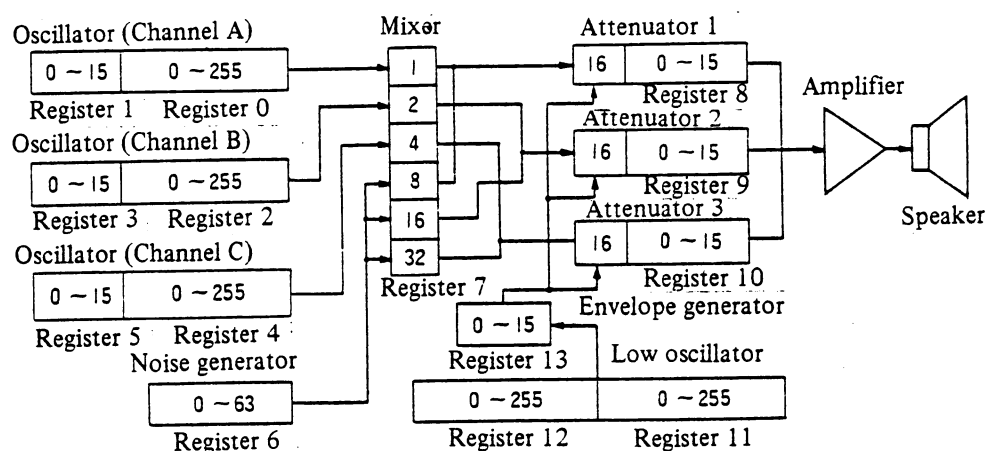 Oscillator (Channel A)
0 ~ 15 0 ~ 255
Register 1 Register 0
Oscillator (Channel B)
0 ~ 15 0 ~ 255
Register 3 Register 2
Oscillator (Channel C)
0 ~ 15 0 ~ 255
Register 5 Register 4
Noise generator
0 ~ 63
Register 6
Mixer
1
2
4
8
16
32
Register 7
Attenuator 1
16 0 ~ 15
Register 8
Attenuator 2
16 0 ~ 15
Register 9
Attenuator 3
16 0 ~ 15
Register 10
Envelope generator
0 ~ 15
Register 13
Low oscillator
0 ~ 255 0 ~ 255
Register 12 Register 11
Amplifier
Speaker